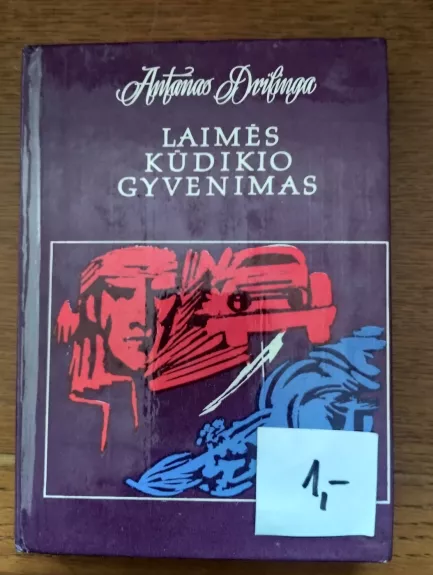 Antanas Drilinga
LAIMĖS
KŪDIKIO
GYVENIMAS
1,-